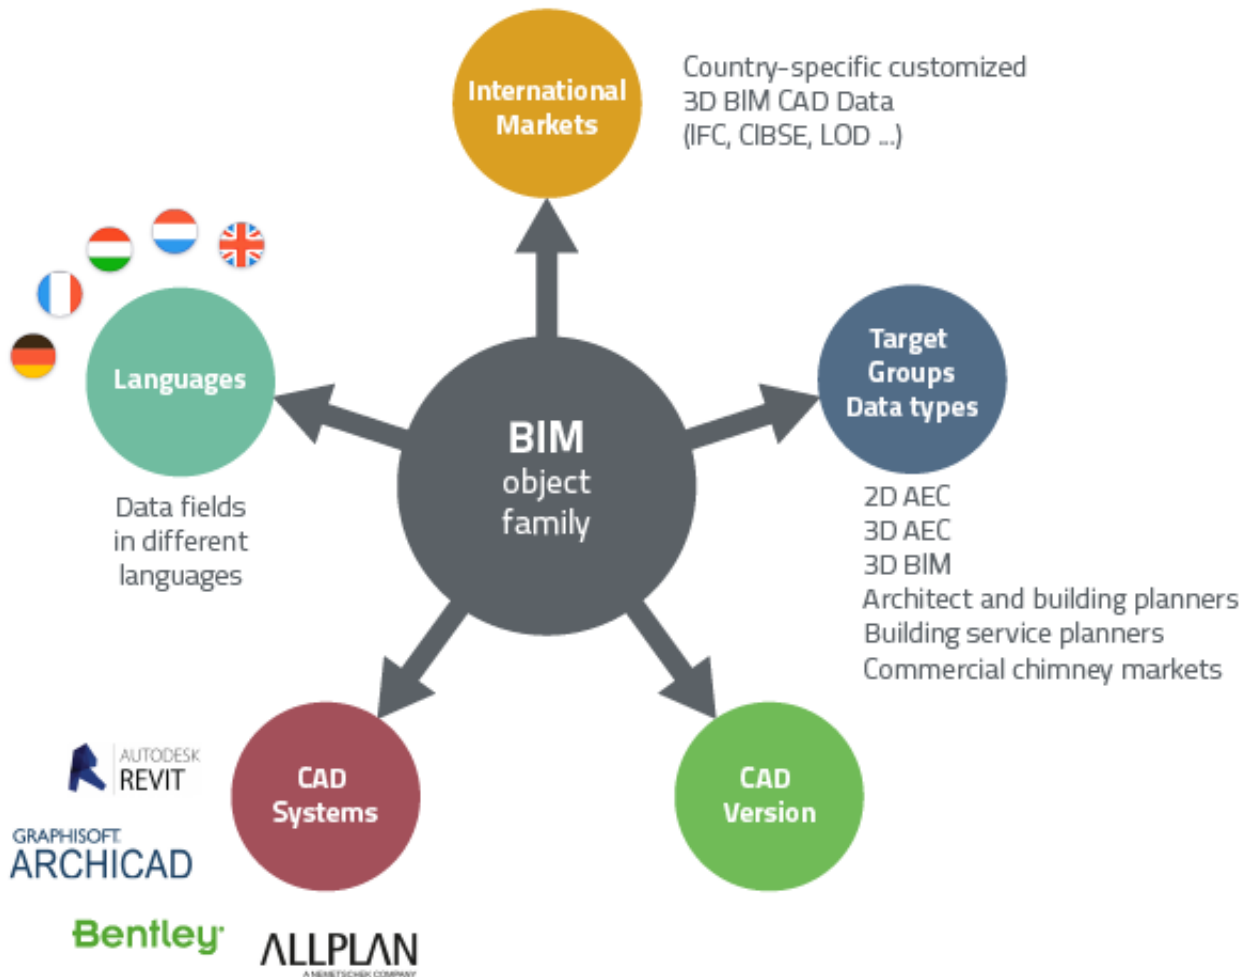 International
Markets
Country-specific customized
3D BIM CAD Data
(IFC, CIBSE, LOD ...)
Languages
Data fields
in different
languages
BIM
object
family
Target
Groups
Data types
2D AEC
3D AEC
3D BIM
Architect and building planners
Building service planners
Commercial chimney markets
CAD
Systems
AUTODESK
REVIT
GRAPHISOFT.
ARCHICAD
Bentley
ALLPLAN
A NEMETSCHEK COMPANY
CAD
Version